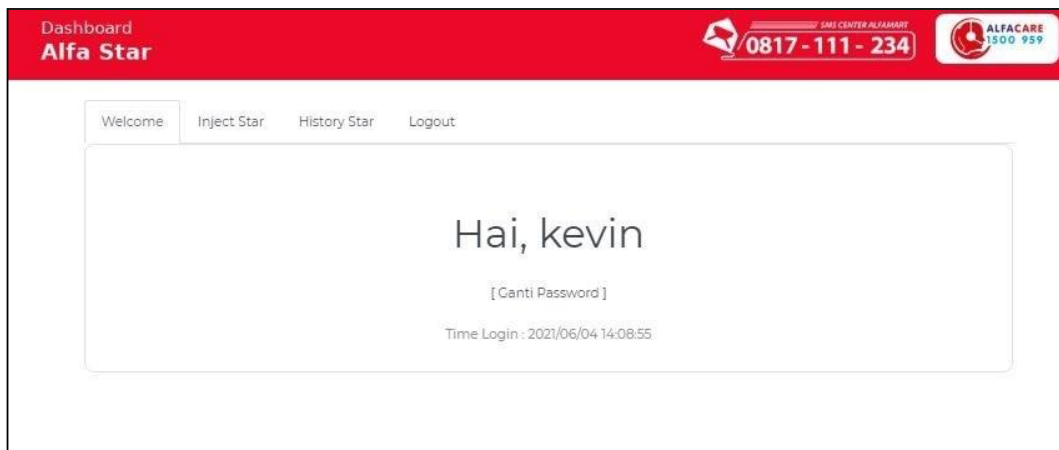 Dashboard
Alfa Star
SMS CENTER ALFAMART
0817 - 111 - 234
ALFACARE
1500 959
Welcome
Inject Star
History Star
Logout
Hai, kevin
[ Ganti Password ]
Time Login : 2021/06/04 14:08:55